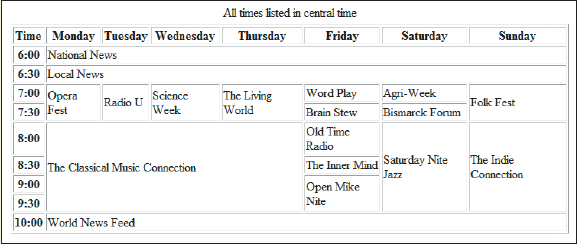 All times listed in central time
Time Monday Tuesday Wednesday Thursday Friday Saturday Sunday
6:00 National News
6:30 Local News
7:00 Opera Fest Radio U Science Week The Living World Word Play Agri-Week Folk Fest
7:30 Brain Stew Bismarck Forum
8:00 The Classical Music Connection Old Time Radio Saturday Nite Jazz The Indie Connection
8:30 The Inner Mind
9:00 Open Mike Nite
9:30
10:00 World News Feed